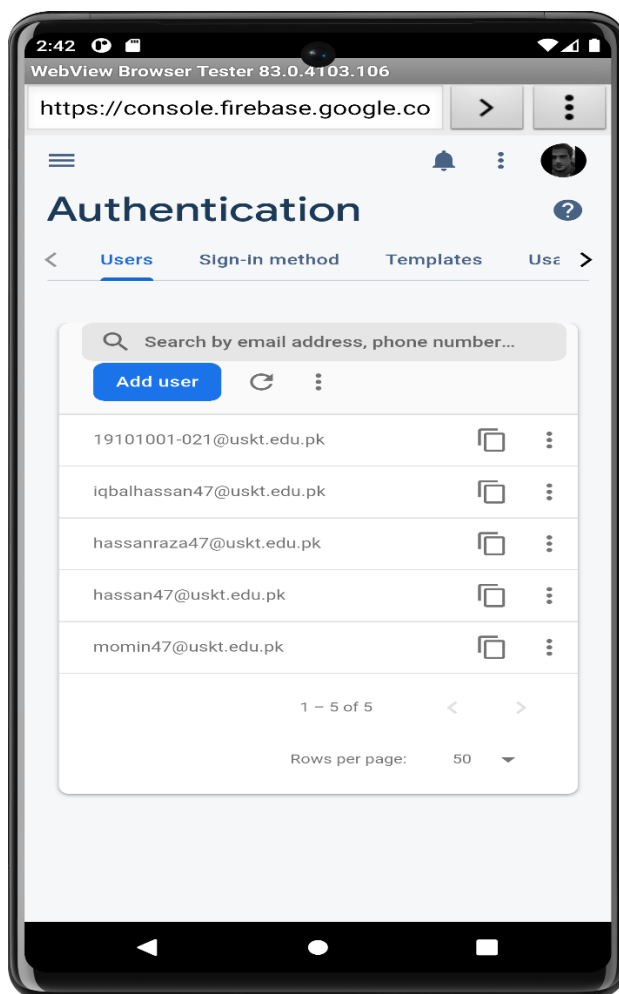 2:42
WebView Browser Tester 83.0.4103.106
https://console.firebase.google.co
Authentication
Users Sign-in method Templates Usa
Search by email address, phone number...
Add user
19101001-021@uskt.edu.pk
iqbalhassan47@uskt.edu.pk
hassanraza47@uskt.edu.pk
hassan47@uskt.edu.pk
momin47@uskt.edu.pk
1 – 5 of 5
Rows per page: 50